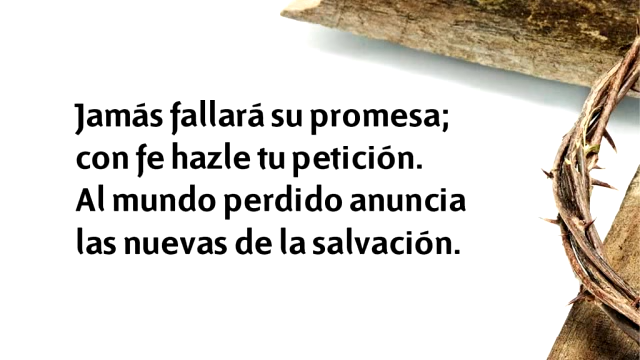 Jamás fallará su promesa;
con fe hazle tu petición.
Al mundo perdido anuncia
las nuevas de la salvación.